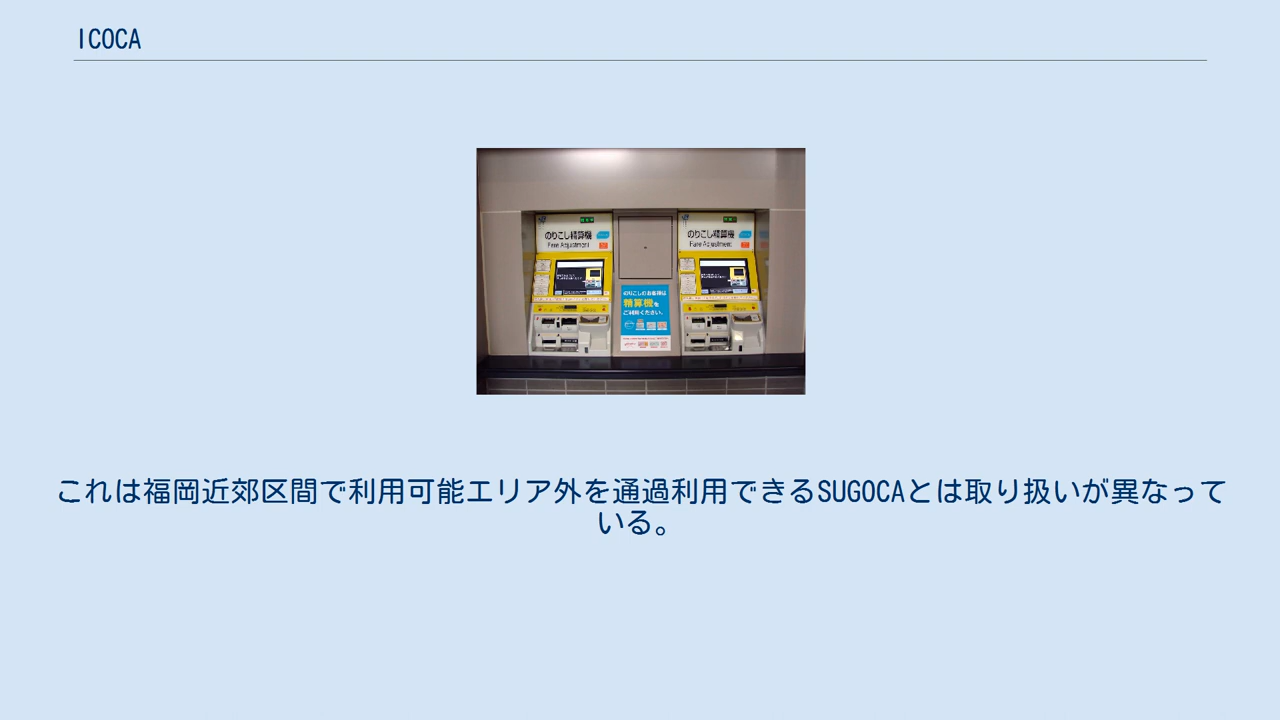 ICOCA
のりこし精算機
Fare Adjustment
のりこし精算機
Fare Adjustment
のりこしのお客様は
精算機を
ご利用ください。
これは福岡近郊区間で利用可能エリア外を通過利用できるSUGOCAとは取り扱いが異なって
いる。